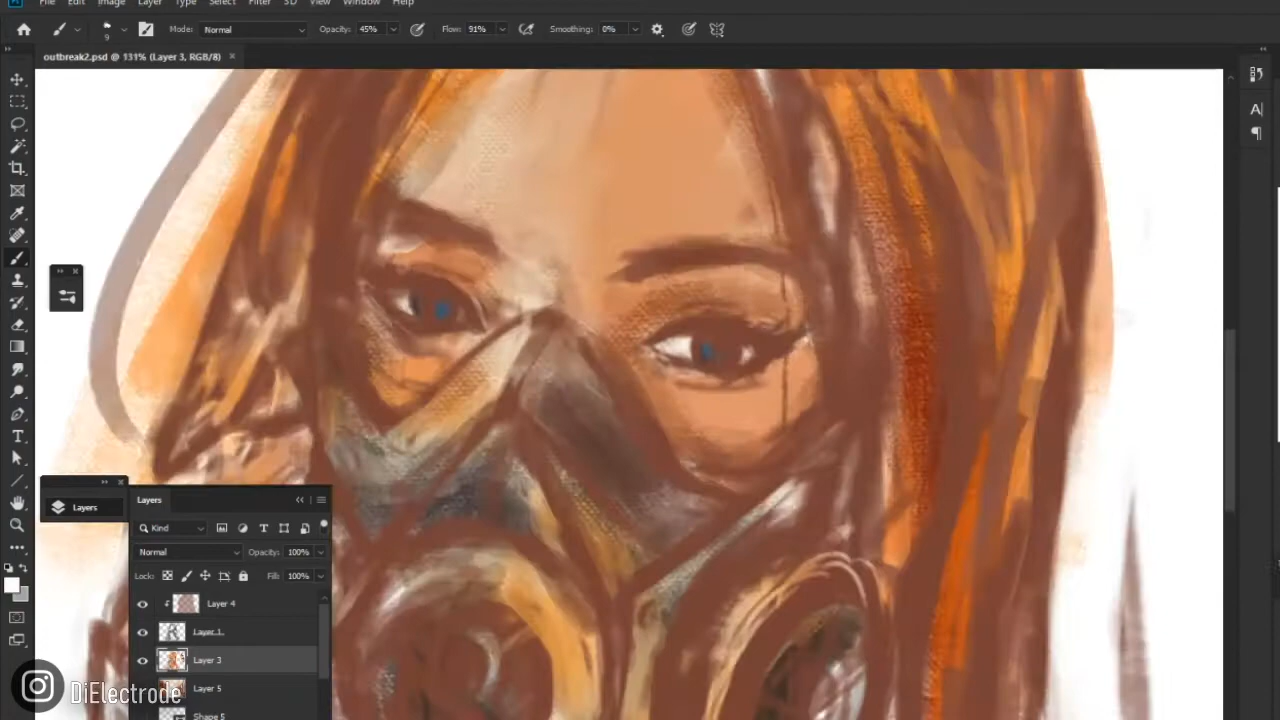 File Edit Image Layer Type Select Filter 3D View Window Help
9 Mode: Normal Opacity: 45% Flow: 91% Smoothing: 0%
outbreak2.psd @ 131% (Layer 3, RGB/8) ×
A|
Layers
Layers
Kind
Normal Opacity: 100%
Lock: Fill: 100%
Layer 4
Layer 1
Layer 3
Layer 5
Shape 5
DiElectrode